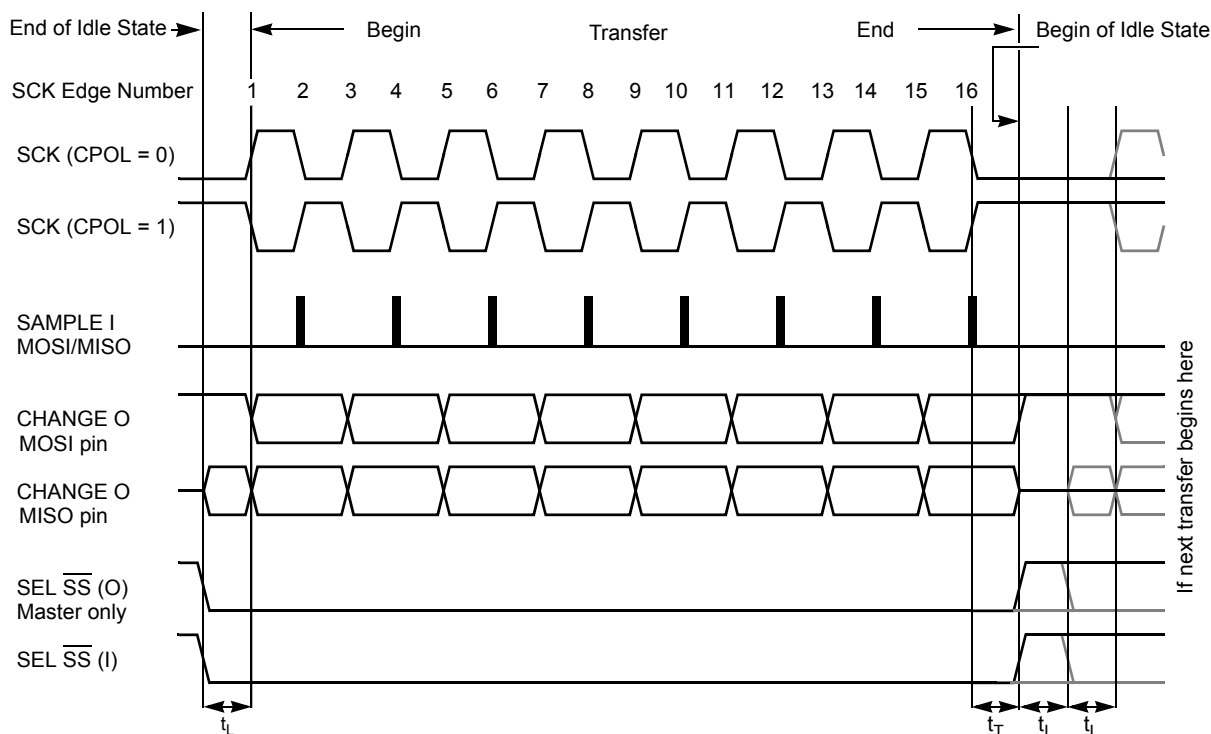 End of Idle State
Begin
Transfer
End
Begin of Idle State
SCK Edge Number
1 2 3 4 5 6 7 8 9 10 11 12 13 14 15 16
SCK (CPOL = 0)
SCK (CPOL = 1)
SAMPLE I
MOSI/MISO
CHANGE O
MOSI pin
CHANGE O
MISO pin
SEL S̅S̅ (O)
Master only
SEL S̅S̅ (I)
If next transfer begins here
tL
tT
tI
tL